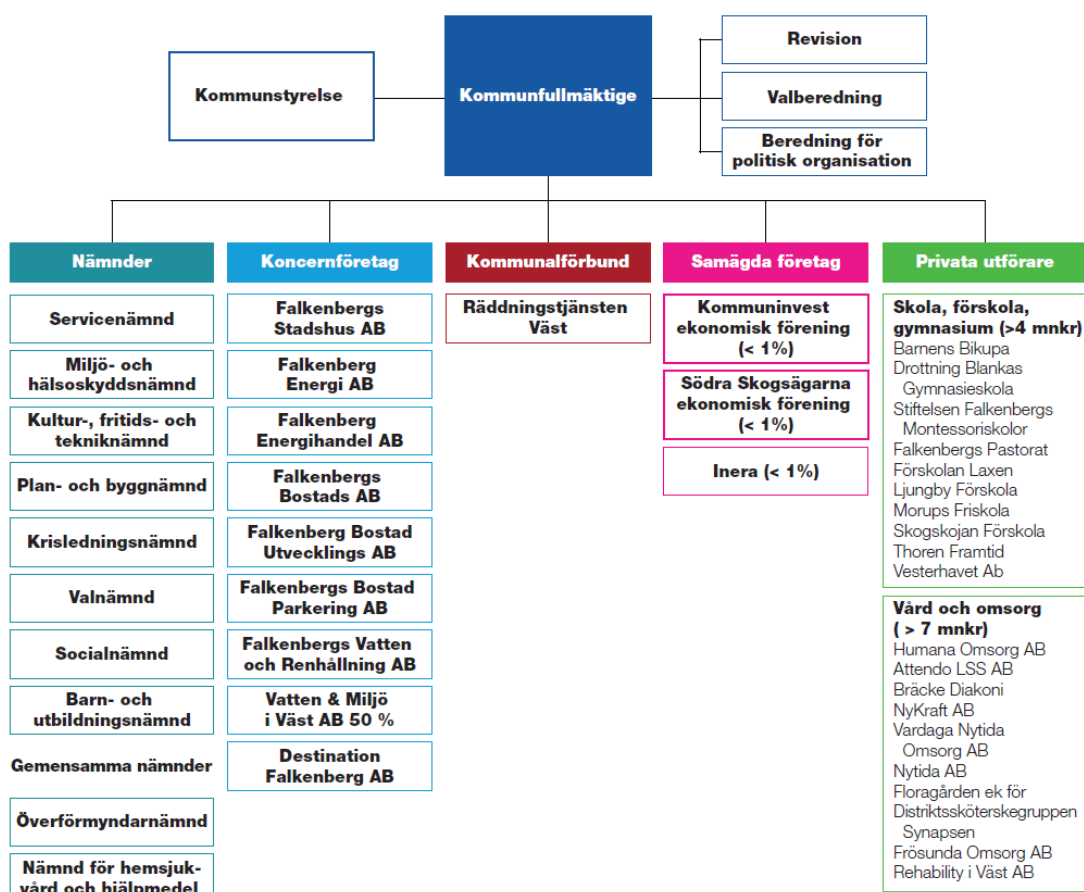 Kommunstyrelse
Kommunfullmäktige
Revision
Valberedning
Beredning för
politisk organisation
Nämnder
Servicenämnd
Miljö- och
hälsoskyddsnämnd
Kultur-, fritids- och
tekniknämnd
Plan- och byggnämnd
Krisledningsnämnd
Valnämnd
Socialnämnd
Barn- och
utbildningsnämnd
Gemensamma nämnder
Överförmyndarnämnd
Nämnd för hemsjuk-
vård och hjälpmedel
Koncernföretag
Falkenbergs
Stadshus AB
Falkenberg
Energi AB
Falkenberg
Energihandel AB
Falkenbergs
Bostads AB
Falkenberg Bostad
Utvecklings AB
Falkenbergs Bostad
Parkering AB
Falkenbergs Vatten
och Renhållning AB
Vatten & Miljö
i Väst AB 50 %
Destination
Falkenberg AB
Kommunalförbund
Räddningstjänsten
Väst
Samägda företag
Kommuninvest
ekonomisk förening
(< 1%)
Södra Skogsägarna
ekonomisk förening
(< 1%)
Inera (< 1%)
Privata utförare
Skola, förskola,
gymnasium (>4 mnkr)
Barnens Bikupa
Drottning Blankas
Gymnasieskola
Stiftelsen Falkenbergs
Montessoriskolor
Falkenbergs Pastorat
Förskolan Laxen
Ljungby Förskola
Morups Friskola
Skogskojan Förskola
Thoren Framtid
Vesterhavet Ab
Vård och omsorg
( > 7 mnkr)
Humana Omsorg AB
Attendo LSS AB
Bräcke Diakoni
NyKraft AB
Vardaga Nytida
Omsorg AB
Nytida AB
Floragården ek för
Distriktssköterskegruppen
Synapsen
Frösunda Omsorg AB
Rehability i Väst AB